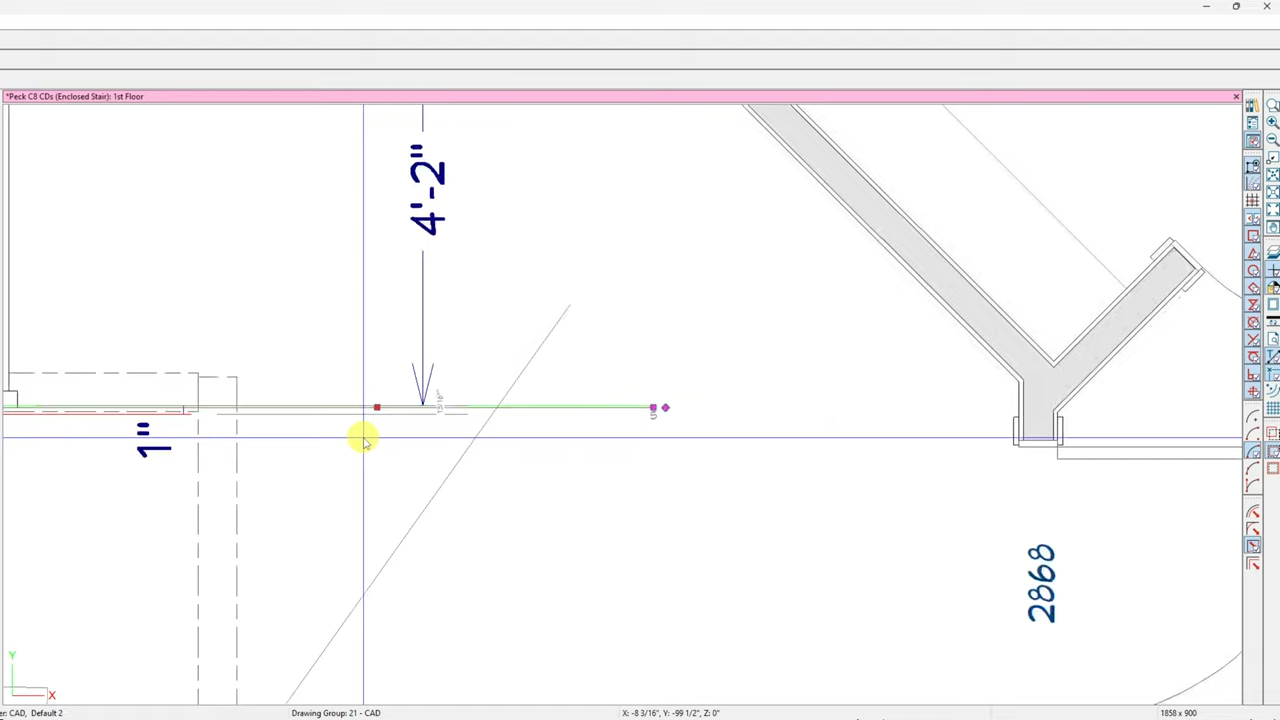 *Peck C8 CDs (Enclosed Stair): 1st Floor
4'-2"
1"
2868
Y
X
er: CAD, Default 2
Drawing Group: 21 - CAD
X: -8 3/16", Y: -99 1/2", Z: 0"
1858 x 900